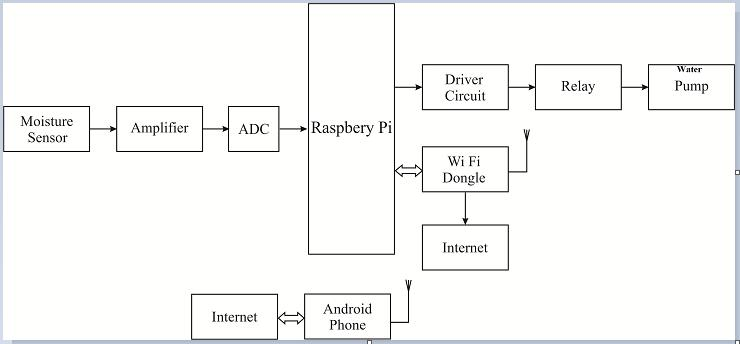 Moisture
Sensor
Amplifier
ADC
Raspbery Pi
Driver
Circuit
Relay
Water
Pump
Wi Fi
Dongle
Internet
Internet
Android
Phone